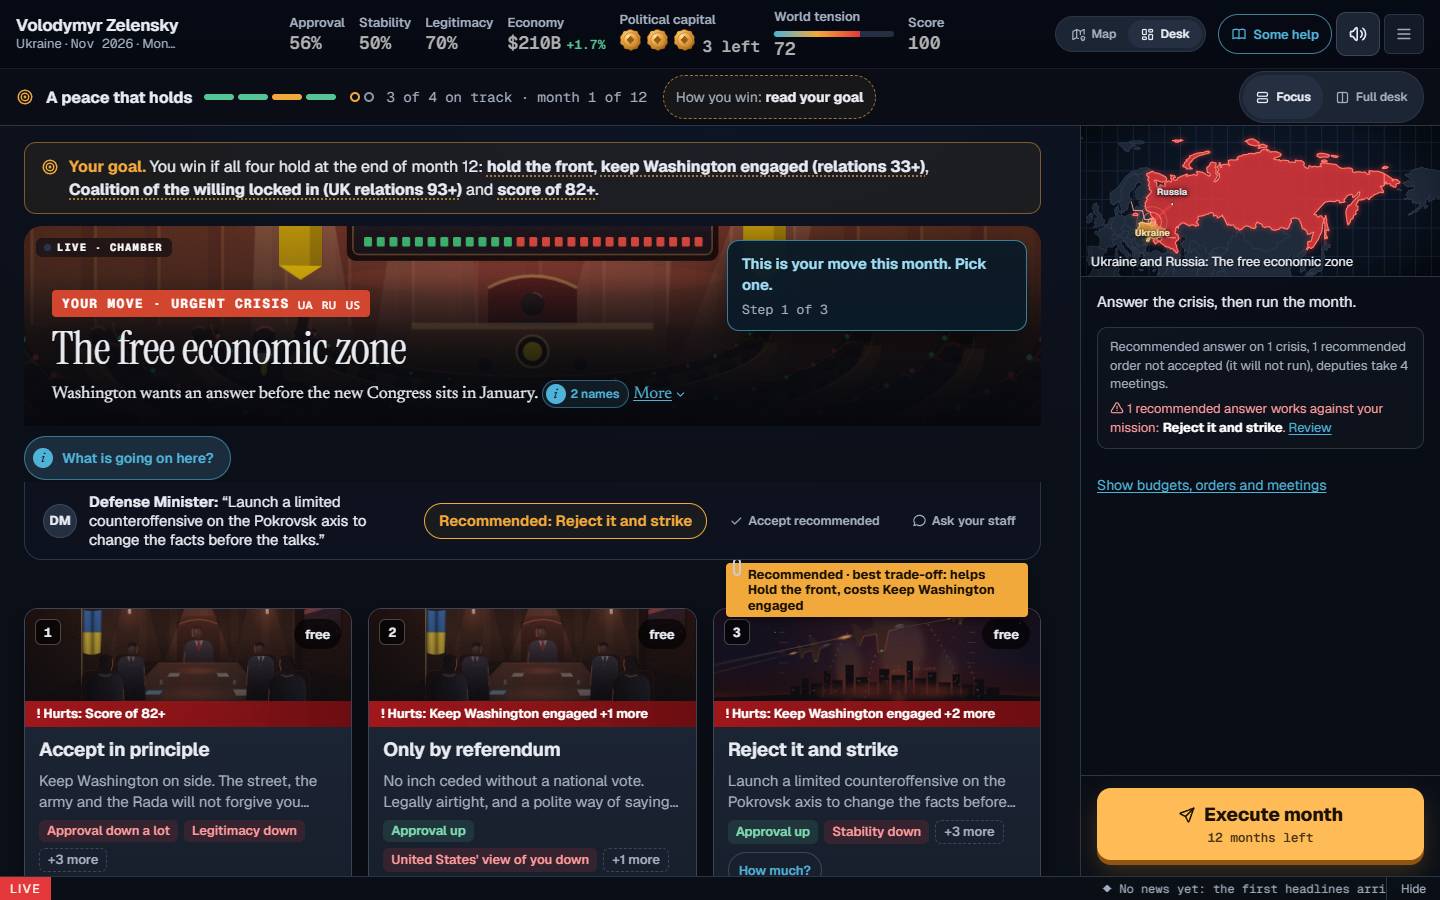 Volodymyr Zelensky
Ukraine · Nov 2026 · Mon…
Approval
56%
Stability
50%
Legitimacy
70%
Economy
$210B +1.7%
Political capital
3 left
World tension
72
Score
100
Map
Desk
Some help
A peace that holds
3 of 4 on track · month 1 of 12
How you win: read your goal
Focus
Full desk
Your goal. You win if all four hold at the end of month 12: hold the front, keep Washington engaged (relations 33+),
Coalition of the willing locked in (UK relations 93+) and score of 82+.
LIVE · CHAMBER
This is your move this month. Pick
one.
Step 1 of 3
YOUR MOVE · URGENT CRISIS UA RU US
The free economic zone
Washington wants an answer before the new Congress sits in January. i 2 names More
i What is going on here?
DM
Defense Minister: “Launch a limited
counteroffensive on the Pokrovsk axis to
change the facts before the talks.”
Recommended: Reject it and strike
Accept recommended
Ask your staff
Recommended · best trade-off: helps
Hold the front, costs Keep Washington
engaged
1
free
! Hurts: Score of 82+
Accept in principle
Keep Washington on side. The street, the
army and the Rada will not forgive you…
Approval down a lot
Legitimacy down
+3 more
2
free
! Hurts: Keep Washington engaged +1 more
Only by referendum
No inch ceded without a national vote.
Legally airtight, and a polite way of saying…
Approval up
United States' view of you down
+1 more
3
free
! Hurts: Keep Washington engaged +2 more
Reject it and strike
Launch a limited counteroffensive on the
Pokrovsk axis to change the facts before…
Approval up
Stability down
+3 more
How much?
Russia
Ukraine
Ukraine and Russia: The free economic zone
Answer the crisis, then run the month.
Recommended answer on 1 crisis, 1 recommended
order not accepted (it will not run), deputies take 4
meetings.
1 recommended answer works against your
mission: Reject it and strike. Review
Show budgets, orders and meetings
Execute month
12 months left
LIVE
◆ No news yet: the first headlines arri
Hide